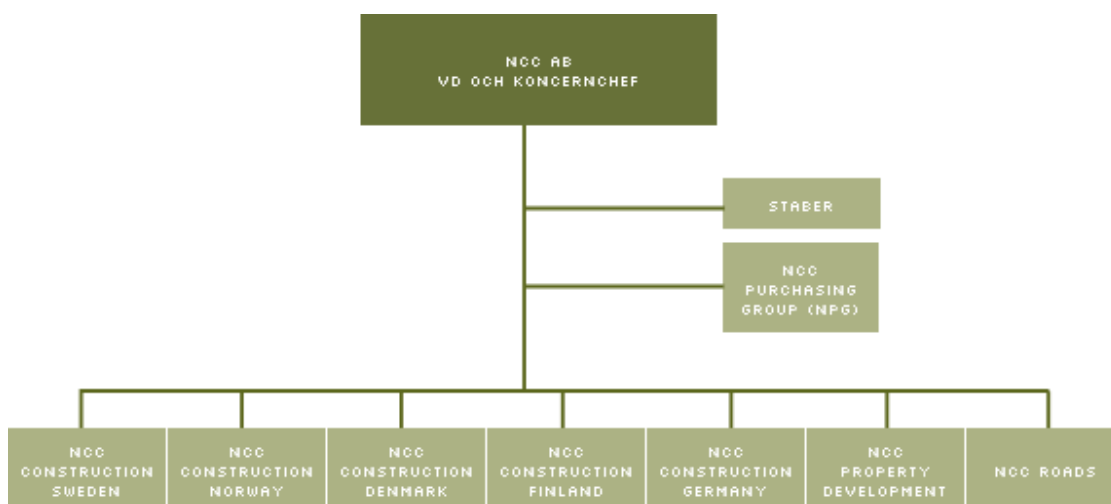 NCC AB
VD OCH KONCERNCHEF
STABER
NCC
PURCHASING
GROUP (NPG)
NCC
CONSTRUCTION
SWEDEN
NCC
CONSTRUCTION
NORWAY
NCC
CONSTRUCTION
DENMARK
NCC
CONSTRUCTION
FINLAND
NCC
CONSTRUCTION
GERMANY
NCC
PROPERTY
DEVELOPMENT
NCC ROADS